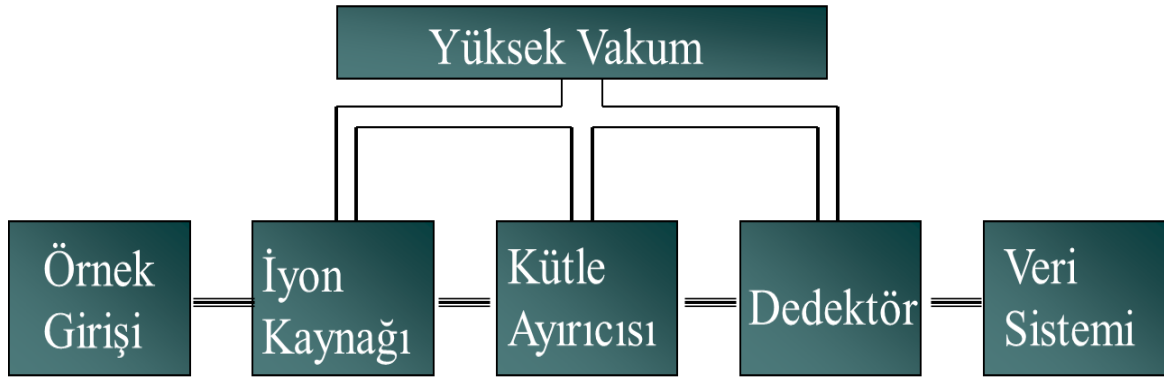 Yüksek Vakum
Örnek
Girişi
İyon
Kaynağı
Kütle
Ayırıcısı
Dedektör
Veri
Sistemi